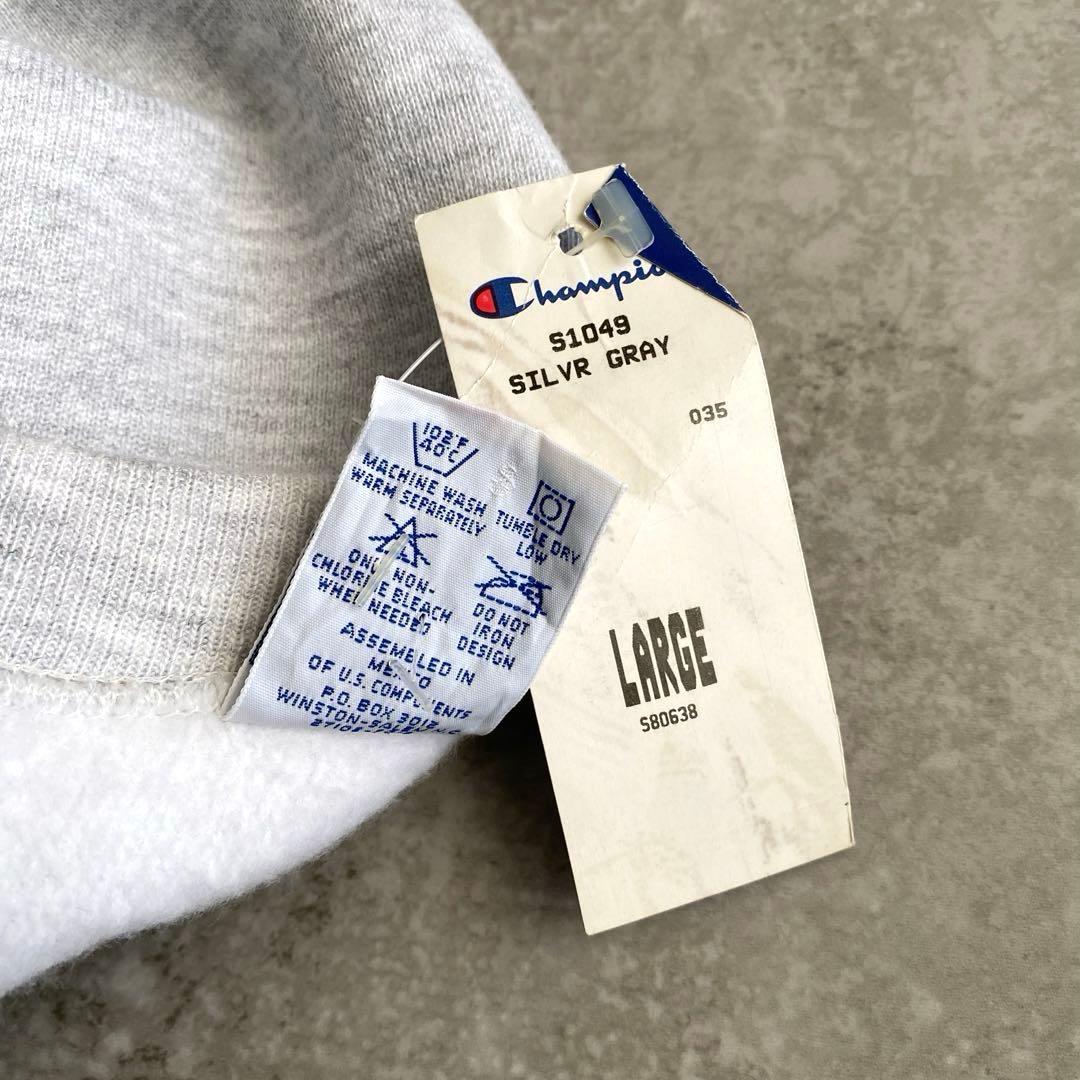 Champio
S1049
SILVR GRAY
035
LARGE
S80638
102°F
40°C
MACHINE WASH
WARM SEPARATELY
TUMBLE DRY
LOW
ONLY NON-
CHLORINE BLEACH
WHEN NEEDED
DO NOT
IRON
DESIGN
ASSEMBLED IN
MEXICO
OF U.S. COMPONENTS
P.O. BOX 3012
WINSTON-SALEM N.C.